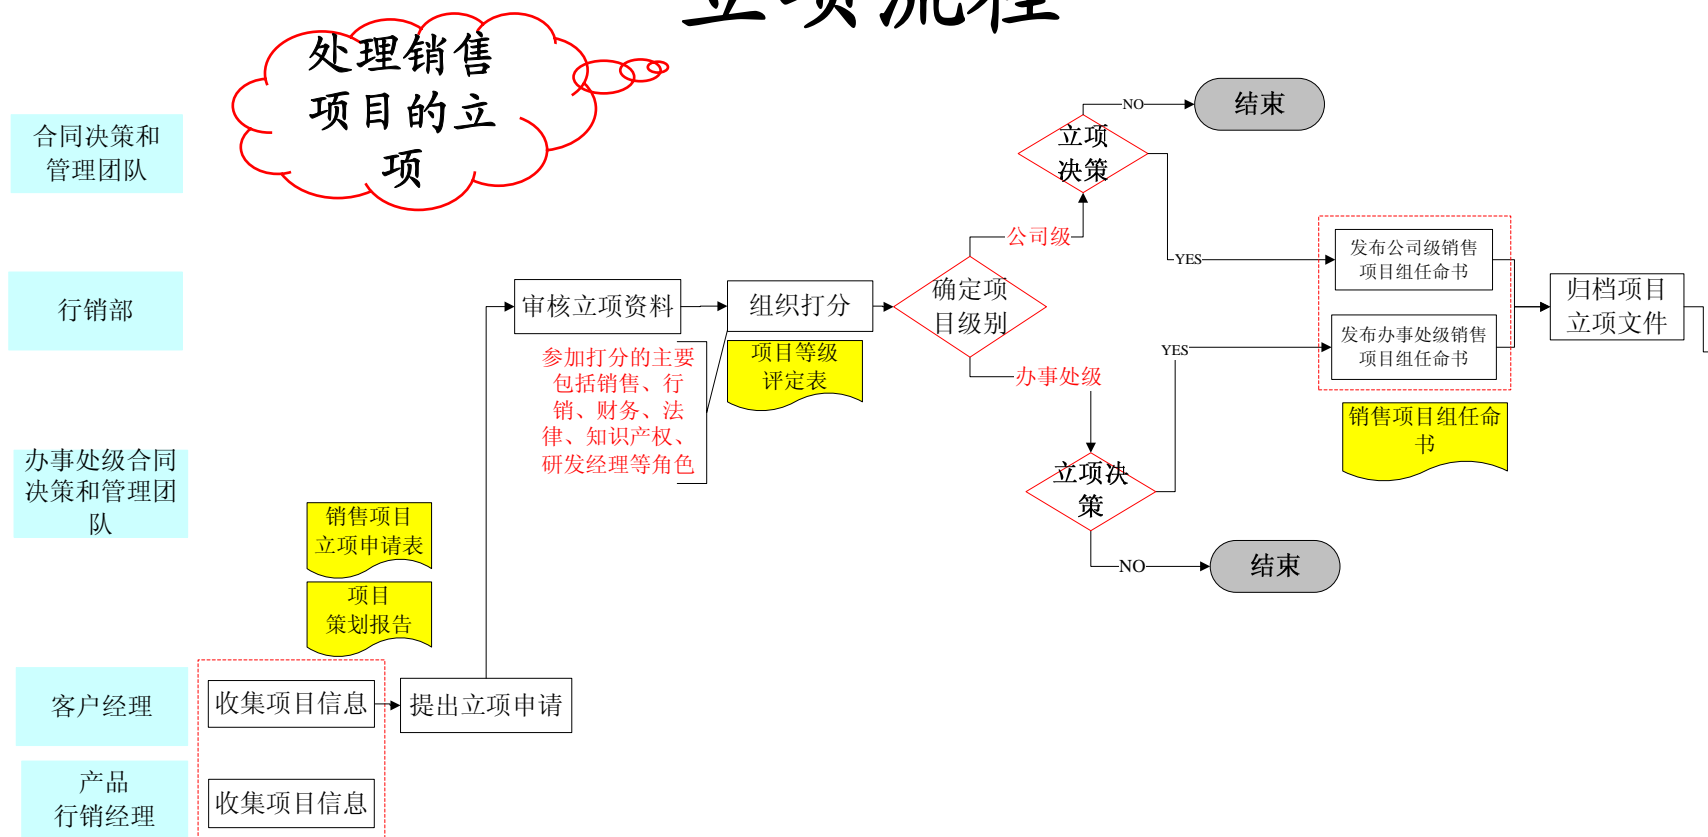 立项流程
处理销售
项目的立
项
合同决策和
管理团队
行销部
办事处级合同
决策和管理团
队
客户经理
产品
行销经理
收集项目信息
收集项目信息
提出立项申请
销售项目
立项申请表
项目
策划报告
审核立项资料
组织打分
参加打分的主要
包括销售、行
销、财务、法
律、知识产权、
研发经理等角色
项目等级
评定表
确定项
目级别
公司级
办事处级
立项
决策
NO
结束
YES
立项决
策
YES
NO
结束
发布公司级销售
项目组任命书
发布办事处级销售
项目组任命书
销售项目组任命
书
归档项目
立项文件